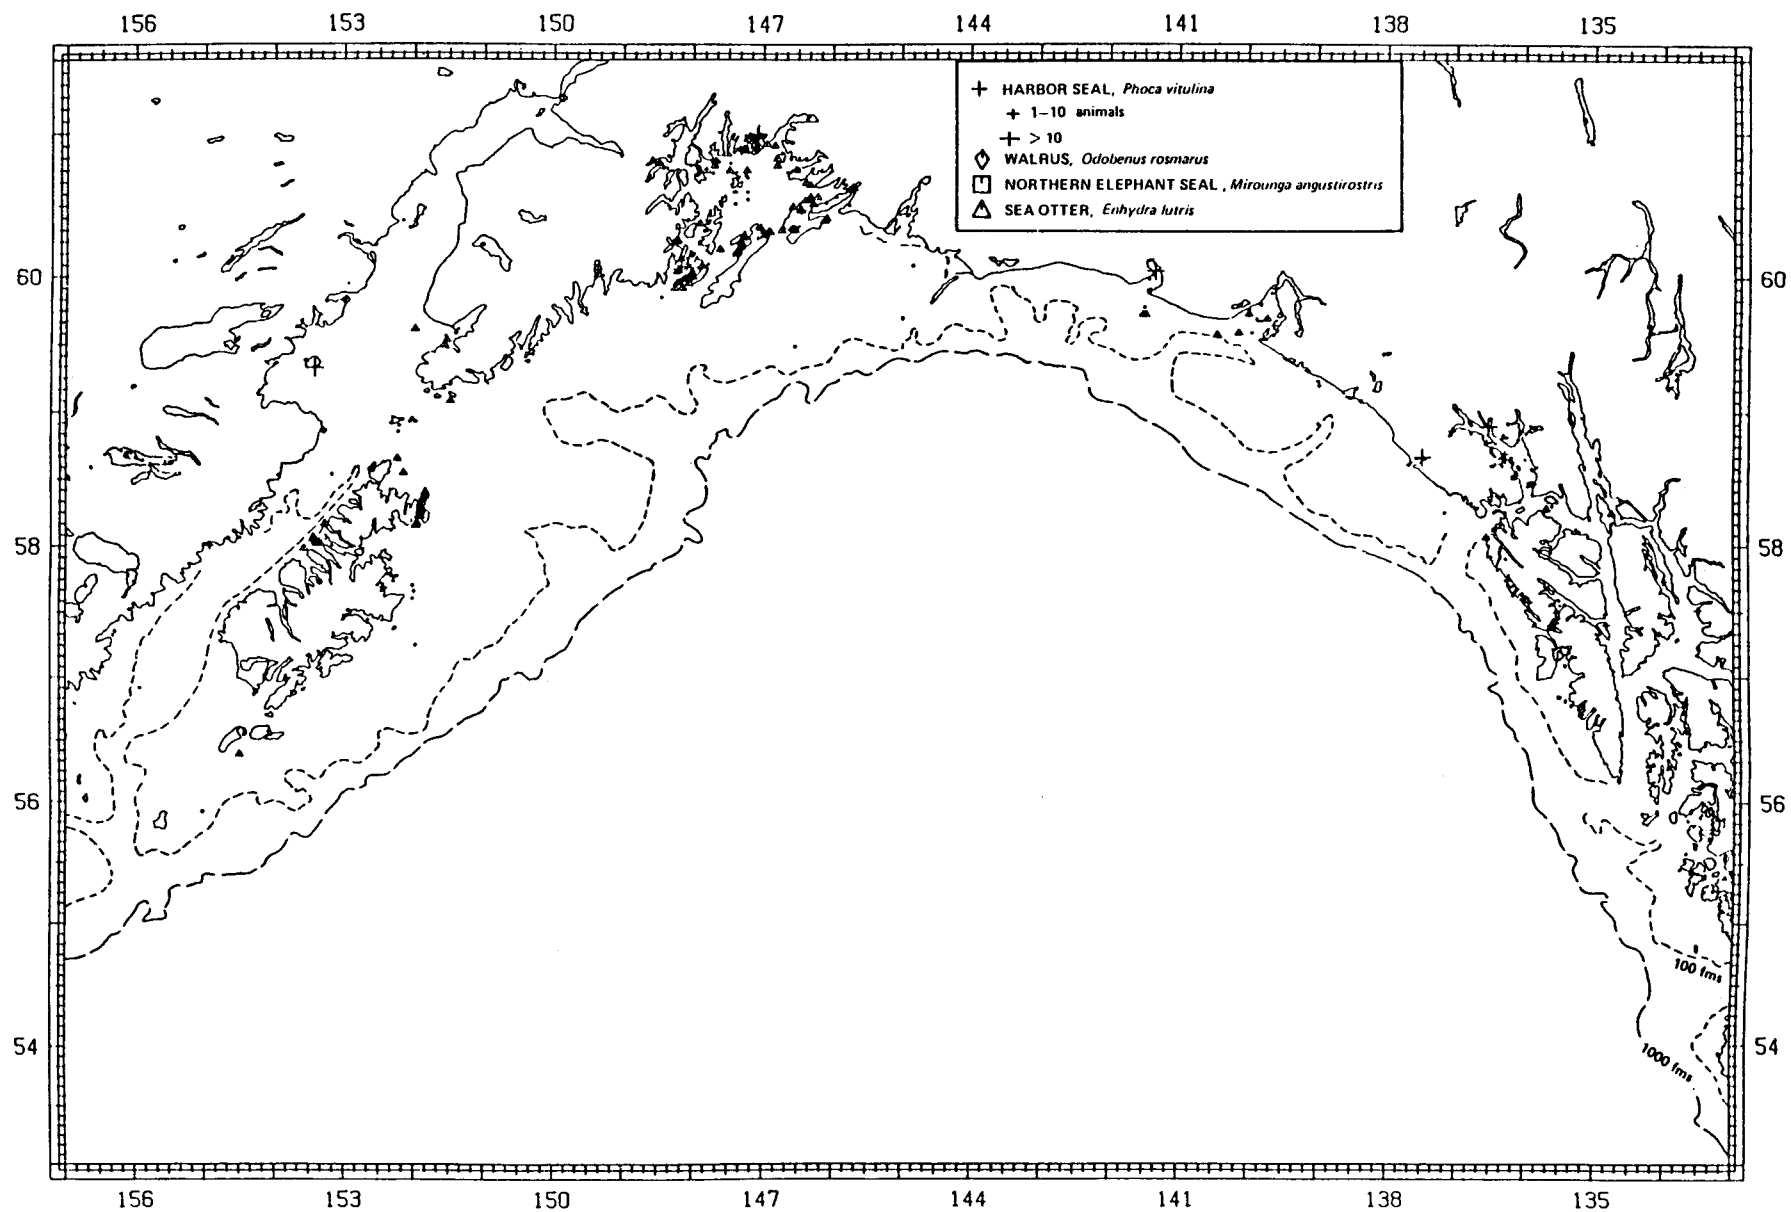 156 153 150 147 144 141 138 135
HARBOR SEAL, Phoca vitulina
1-10 animals
> 10
WALRUS, Odobenus rosmarus
NORTHERN ELEPHANT SEAL, Mirounga angustirostris
SEA OTTER, Enhydra lutris
60 60
58 58
56 56
100 fms
54 54
1000 fms
156 153 150 147 144 141 138 135